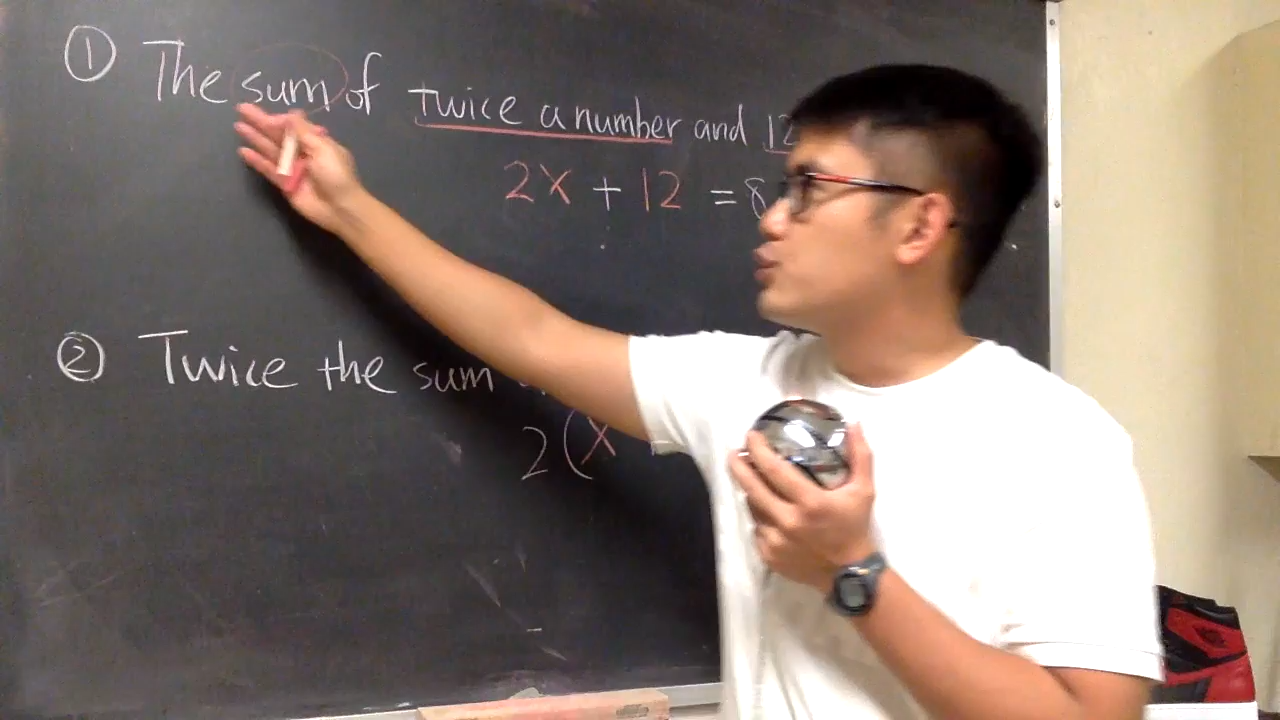 ① The sum of twice a number and 12
2x + 12 = 8
② Twice the sum
2(x